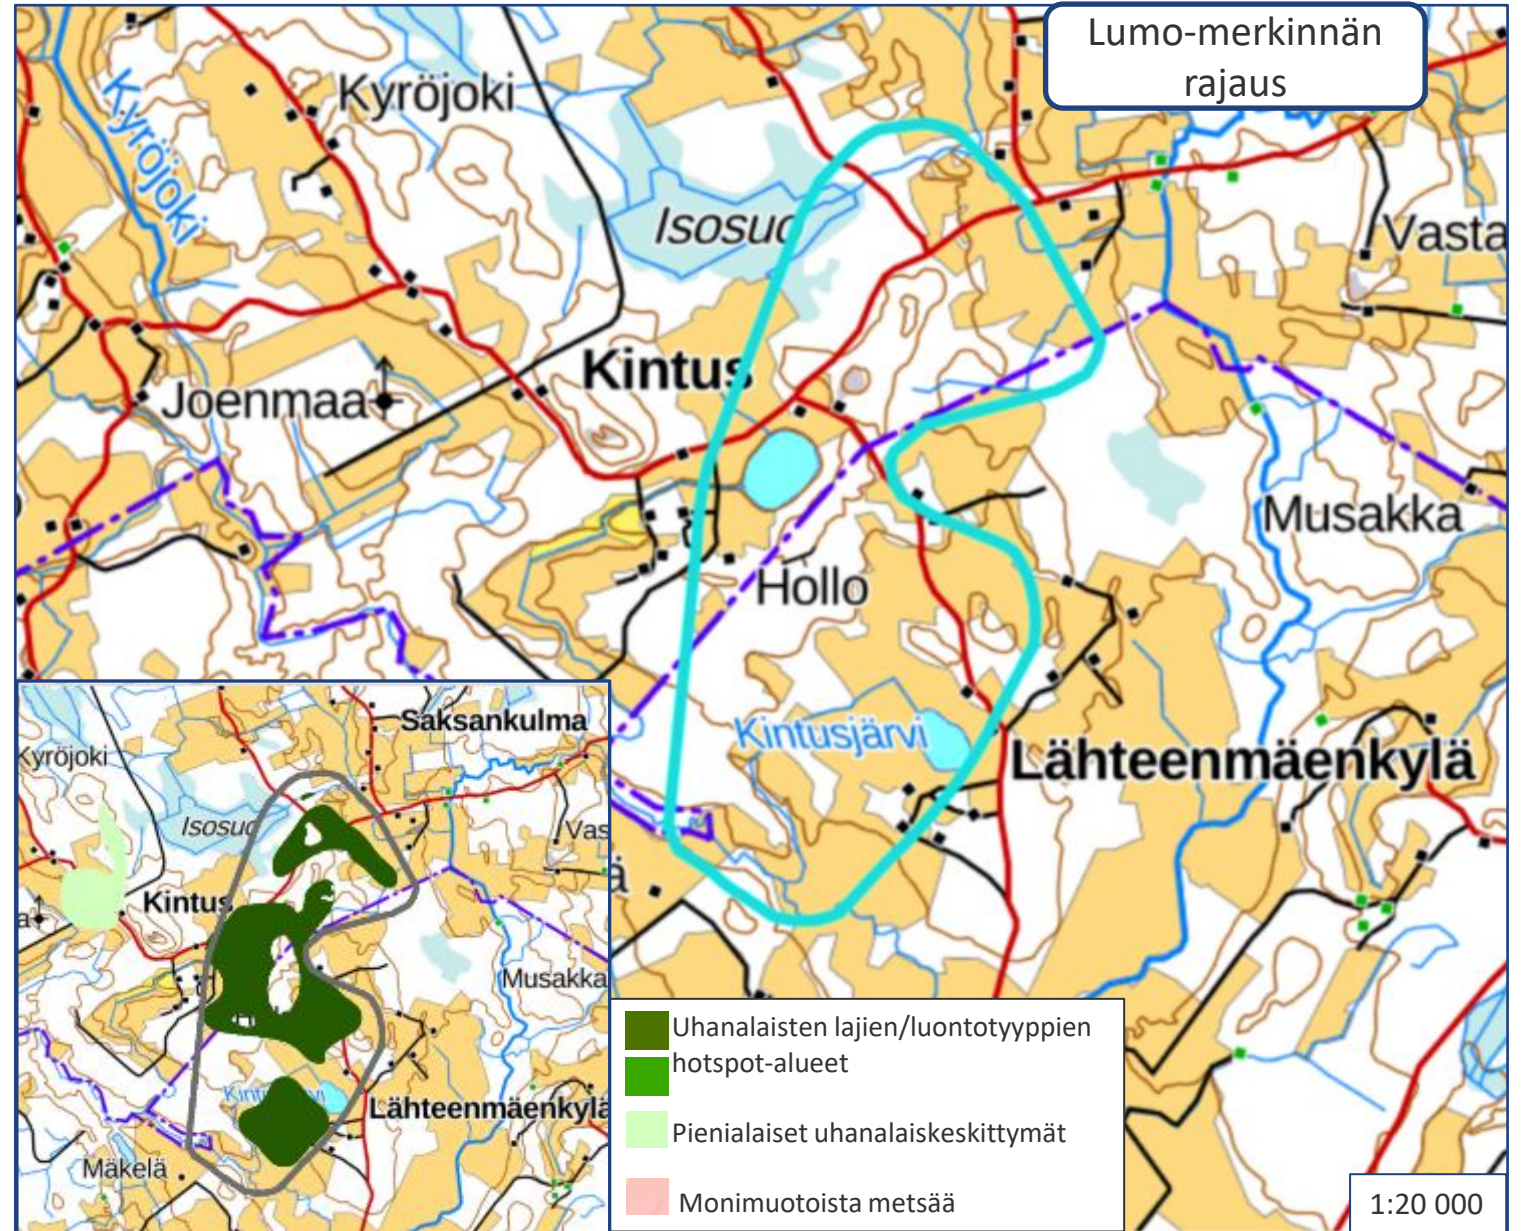 Lumo-merkinnän
rajaus
Kyröjoki
Kyröjoki
Isosuo
Vasta
Kintus
Joenmaa
Musakka
Hollo
Kintusjärvi
Lähteenmäenkylä
ä
Saksankulma
Kyröjoki
Isosuo
Vas
Kintus
a
Musakka
Lähteenmäenkylä
Mäkelä
Uhanalaisten lajien/luontotyyppien
hotspot-alueet
Pienialaiset uhanalaiskeskittymät
Monimuotoista metsää
1:20 000